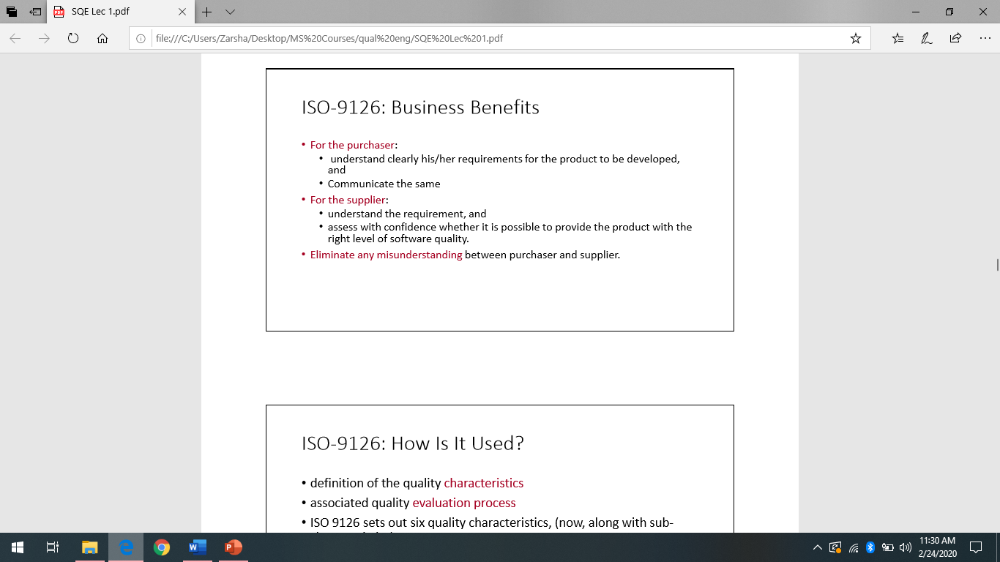 SQE Lec 1.pdf
file:///C:/Users/Zarsha/Desktop/MS%20Courses/qual%20eng/SQE%20Lec%201.pdf
ISO-9126: Business Benefits
• For the purchaser:
• understand clearly his/her requirements for the product to be developed,
and
• Communicate the same
• For the supplier:
• understand the requirement, and
• assess with confidence whether it is possible to provide the product with the
right level of software quality.
• Eliminate any misunderstanding between purchaser and supplier.
ISO-9126: How Is It Used?
• definition of the quality characteristics
• associated quality evaluation process
• ISO 9126 sets out six quality characteristics, (now, along with sub-
11:30 AM
2/24/2020